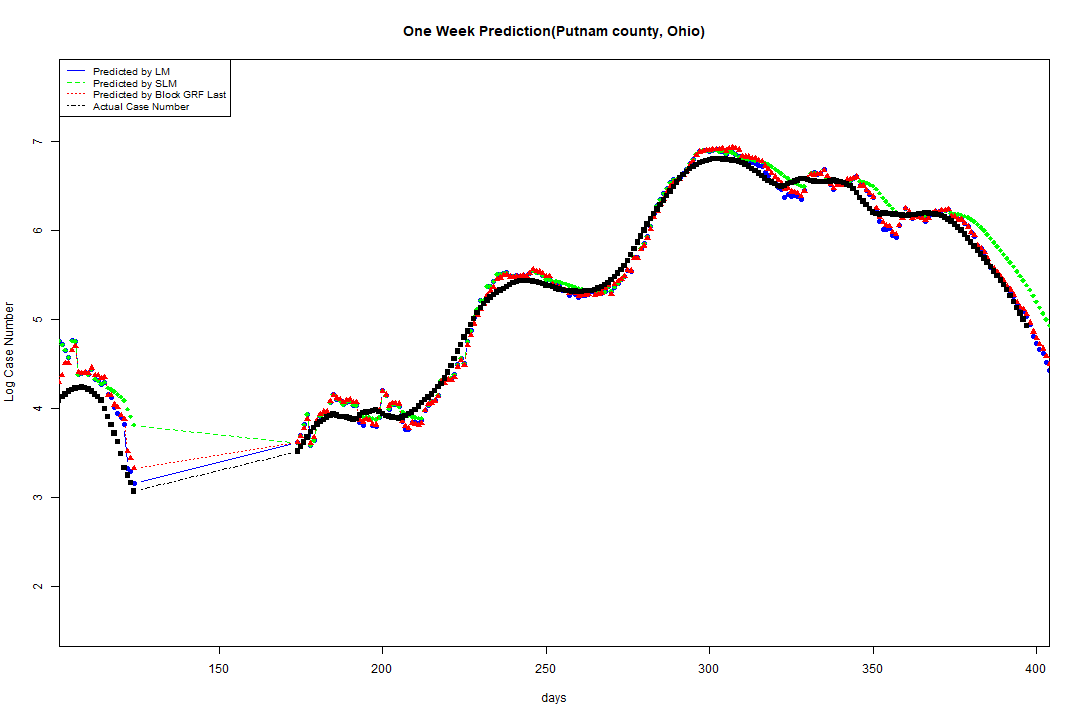 One Week Prediction(Putnam county, Ohio)
Predicted by LM
Predicted by SLM
Predicted by Block GRF Last
Actual Case Number
Log Case Number
7
6
5
4
3
2
150 200 250 300 350 400
days